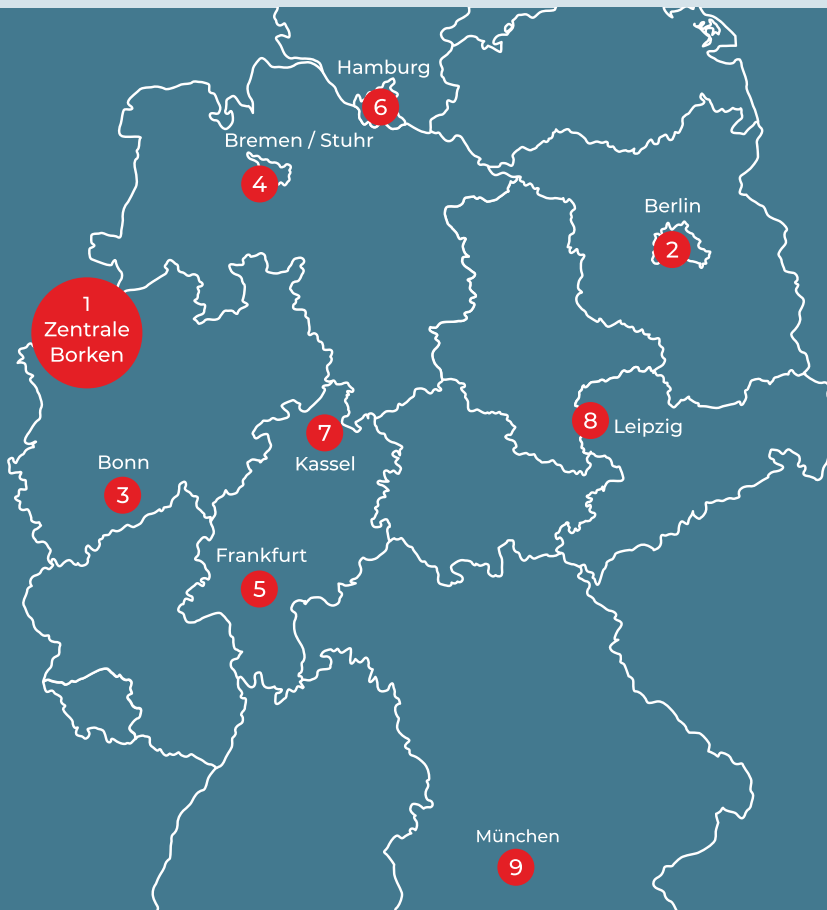 Hamburg
6
Bremen / Stuhr
4
Berlin
2
1
Zentrale
Borken
8 Leipzig
7
Kassel
Bonn
3
Frankfurt
5
München
9